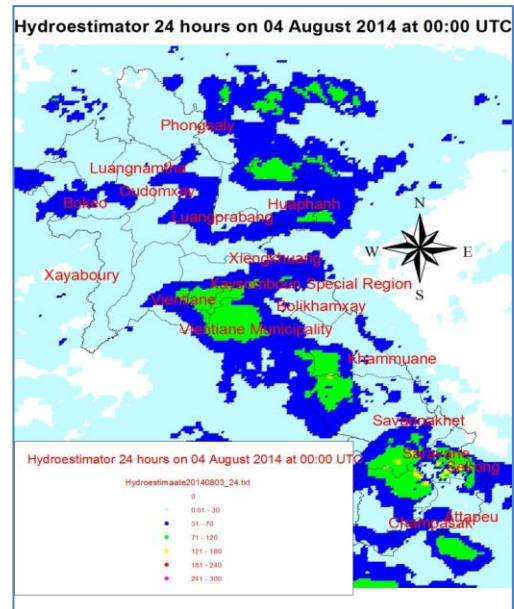 Hydroestimator 24 hours on 04 August 2014 at 00:00 UTC
Phongsaly
Luangnamtha
Oudomxay
Bokeo
Huaphanh
Luangprabang
N
W E
S
Xiengkhuang
Xayaboury
Xaysomboun Special Region
Vientiane
Bolikhamxay
Vientiane Municipality
Khammuane
Savannakhet
Saravane
Sekong
Attapeu
Champasak
Hydroestimator 24 hours on 04 August 2014 at 00:00 UTC
Hydroestimaate20140803_24.txt
0
0.01 - 30
31 - 70
71 - 120
121 - 180
181 - 240
241 - 300